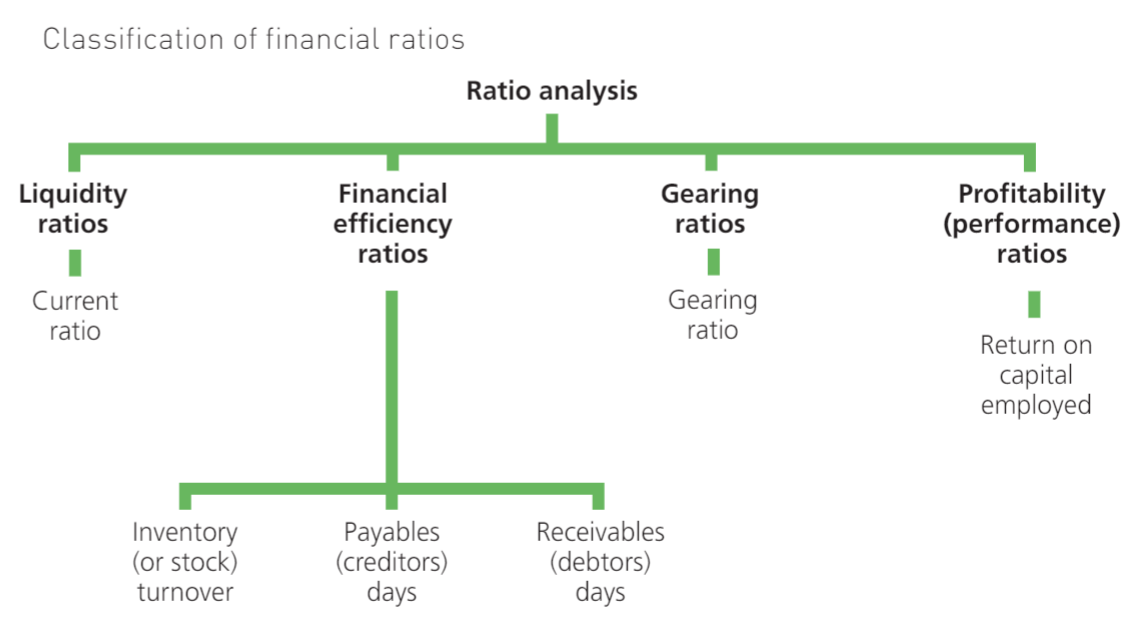 Classification of financial ratios
Ratio analysis
Liquidity
ratios
Financial
efficiency
ratios
Gearing
ratios
Profitability
(performance)
ratios
Current
ratio
Gearing
ratio
Return on
capital
employed
Inventory
(or stock)
turnover
Payables
(creditors)
days
Receivables
(debtors)
days